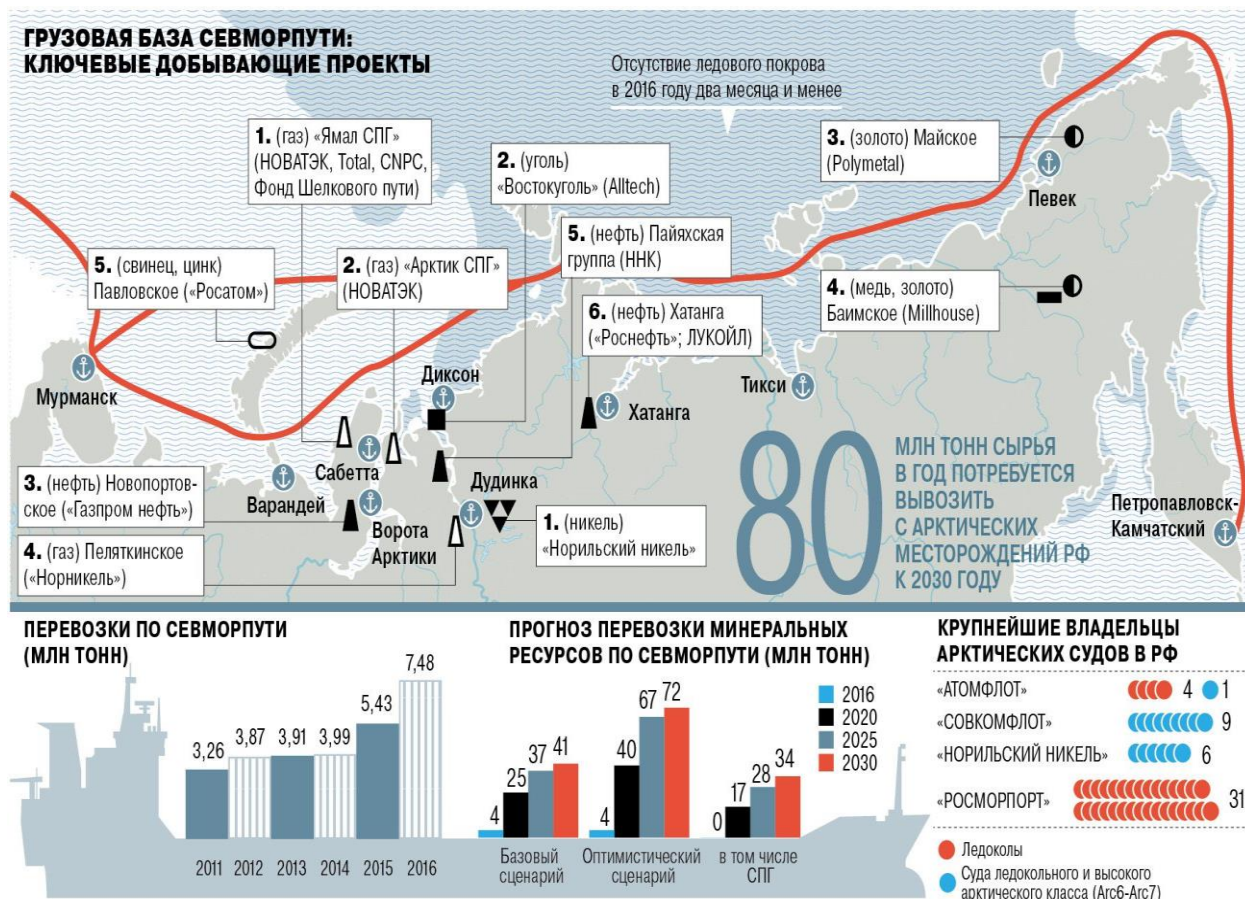 ГРУЗОВАЯ БАЗА СЕВМОРПУТИ:
КЛЮЧЕВЫЕ ДОБЫВАЮЩИЕ ПРОЕКТЫ
Отсутствие ледового покрова
в 2016 году два месяца и менее
1. (газ) «Ямал СПГ»
(НОВАТЭК, Total, CNPC,
Фонд Шелкового пути)
2. (уголь)
«Востокуголь» (Alltech)
3. (золото) Майское
(Polymetal)
Певек
5. (свинец, цинк)
Павловское («Росатом»)
2. (газ) «Арктик СПГ»
(НОВАТЭК)
5. (нефть) Пайяхская
группа (ННК)
6. (нефть) Хатанга
(«Роснефть»; ЛУКОЙЛ)
4. (медь, золото)
Баимское (Millhouse)
Мурманск
Диксон
Хатанга
Тикси
Сабетта
Варандей
Ворота
Арктики
Дудинка
3. (нефть) Новопортов-
ское («Газпром нефть»)
4. (газ) Пеляткинское
(«Норникель»)
1. (никель)
«Норильский никель»
80
МЛН ТОНН СЫРЬЯ
В ГОД ПОТРЕБУЕТСЯ
ВЫВОЗИТЬ
С АРКТИЧЕСКИХ
МЕСТОРОЖДЕНИЙ РФ
К 2030 ГОДУ
Петропавловск-
Камчатский
ПЕРЕВОЗКИ ПО СЕВМОРПУТИ
(МЛН ТОНН)
3,26
3,87
3,91
3,99
5,43
7,48
2011
2012
2013
2014
2015
2016
ПРОГНОЗ ПЕРЕВОЗКИ МИНЕРАЛЬНЫХ
РЕСУРСОВ ПО СЕВМОРПУТИ (МЛН ТОНН)
4
25
37
41
4
40
67
72
0
17
28
34
2016
2020
2025
2030
Базовый
сценарий
Оптимистический
сценарий
в том числе
СПГ
КРУПНЕЙШИЕ ВЛАДЕЛЬЦЫ
АРКТИЧЕСКИХ СУДОВ В РФ
«АТОМФЛОТ» 4 1
«СОВКОМФЛОТ» 9
«НОРИЛЬСКИЙ НИКЕЛЬ» 6
«РОСМОРПОРТ» 31
Ледоколы
Суда ледокольного и высокого
арктического класса (Arc6-Arc7)